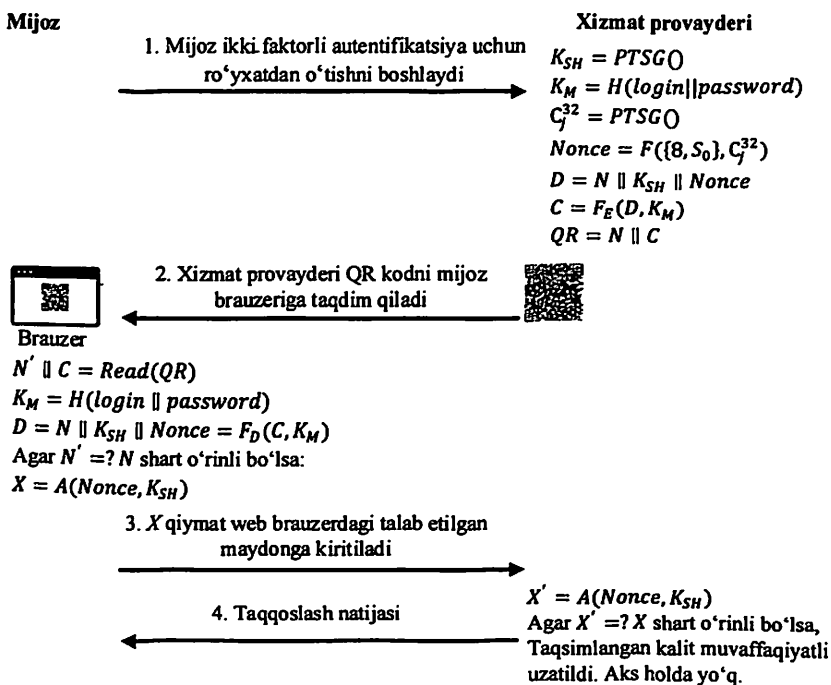 Mijoz
Xizmat provayderi
1. Mijoz ikki faktorli autentifikatsiya uchun
ro‘yxatdan o‘tishni boshlaydi
K_SH = PTSG()
K_M = H(login||password)
C_j^32 = PTSG()
Nonce = F({8, S_0}, C_j^32)
D = N ‖ K_SH ‖ Nonce
C = F_E(D, K_M)
QR = N ‖ C
2. Xizmat provayderi QR kodni mijoz
brauzeriga taqdim qiladi
Brauzer
N′ ‖ C = Read(QR)
K_M = H(login ‖ password)
D = N ‖ K_SH ‖ Nonce = F_D(C, K_M)
Agar N′ =? N shart o‘rinli bo‘lsa:
X = A(Nonce, K_SH)
3. X qiymat web brauzerdagi talab etilgan
maydonga kiritiladi
4. Taqqoslash natijasi
X′ = A(Nonce, K_SH)
Agar X′ =? X shart o‘rinli bo‘lsa,
Taqsimlangan kalit muvaffaqiyatli
uzatildi. Aks holda yo‘q.